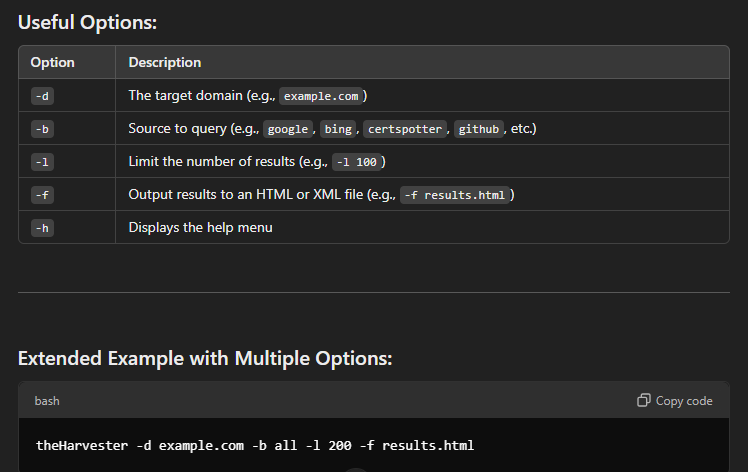 Useful Options:
Option Description
-d The target domain (e.g., example.com)
-b Source to query (e.g., google, bing, certspotter, github, etc.)
-l Limit the number of results (e.g., -l 100)
-f Output results to an HTML or XML file (e.g., -f results.html)
-h Displays the help menu
Extended Example with Multiple Options:
bash Copy code
theHarvester -d example.com -b all -l 200 -f results.html